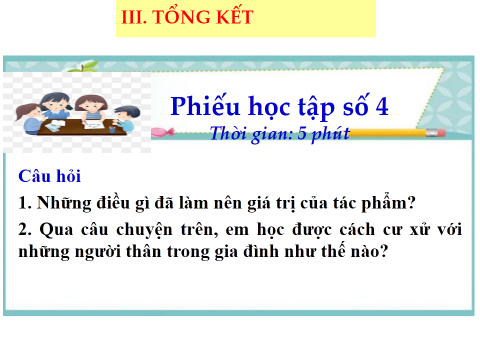 III. TỔNG KẾT
Phiếu học tập số 4
Thời gian: 5 phút
Câu hỏi
1. Những điều gì đã làm nên giá trị của tác phẩm?
2. Qua câu chuyện trên, em học được cách cư xử với
những người thân trong gia đình như thế nào?